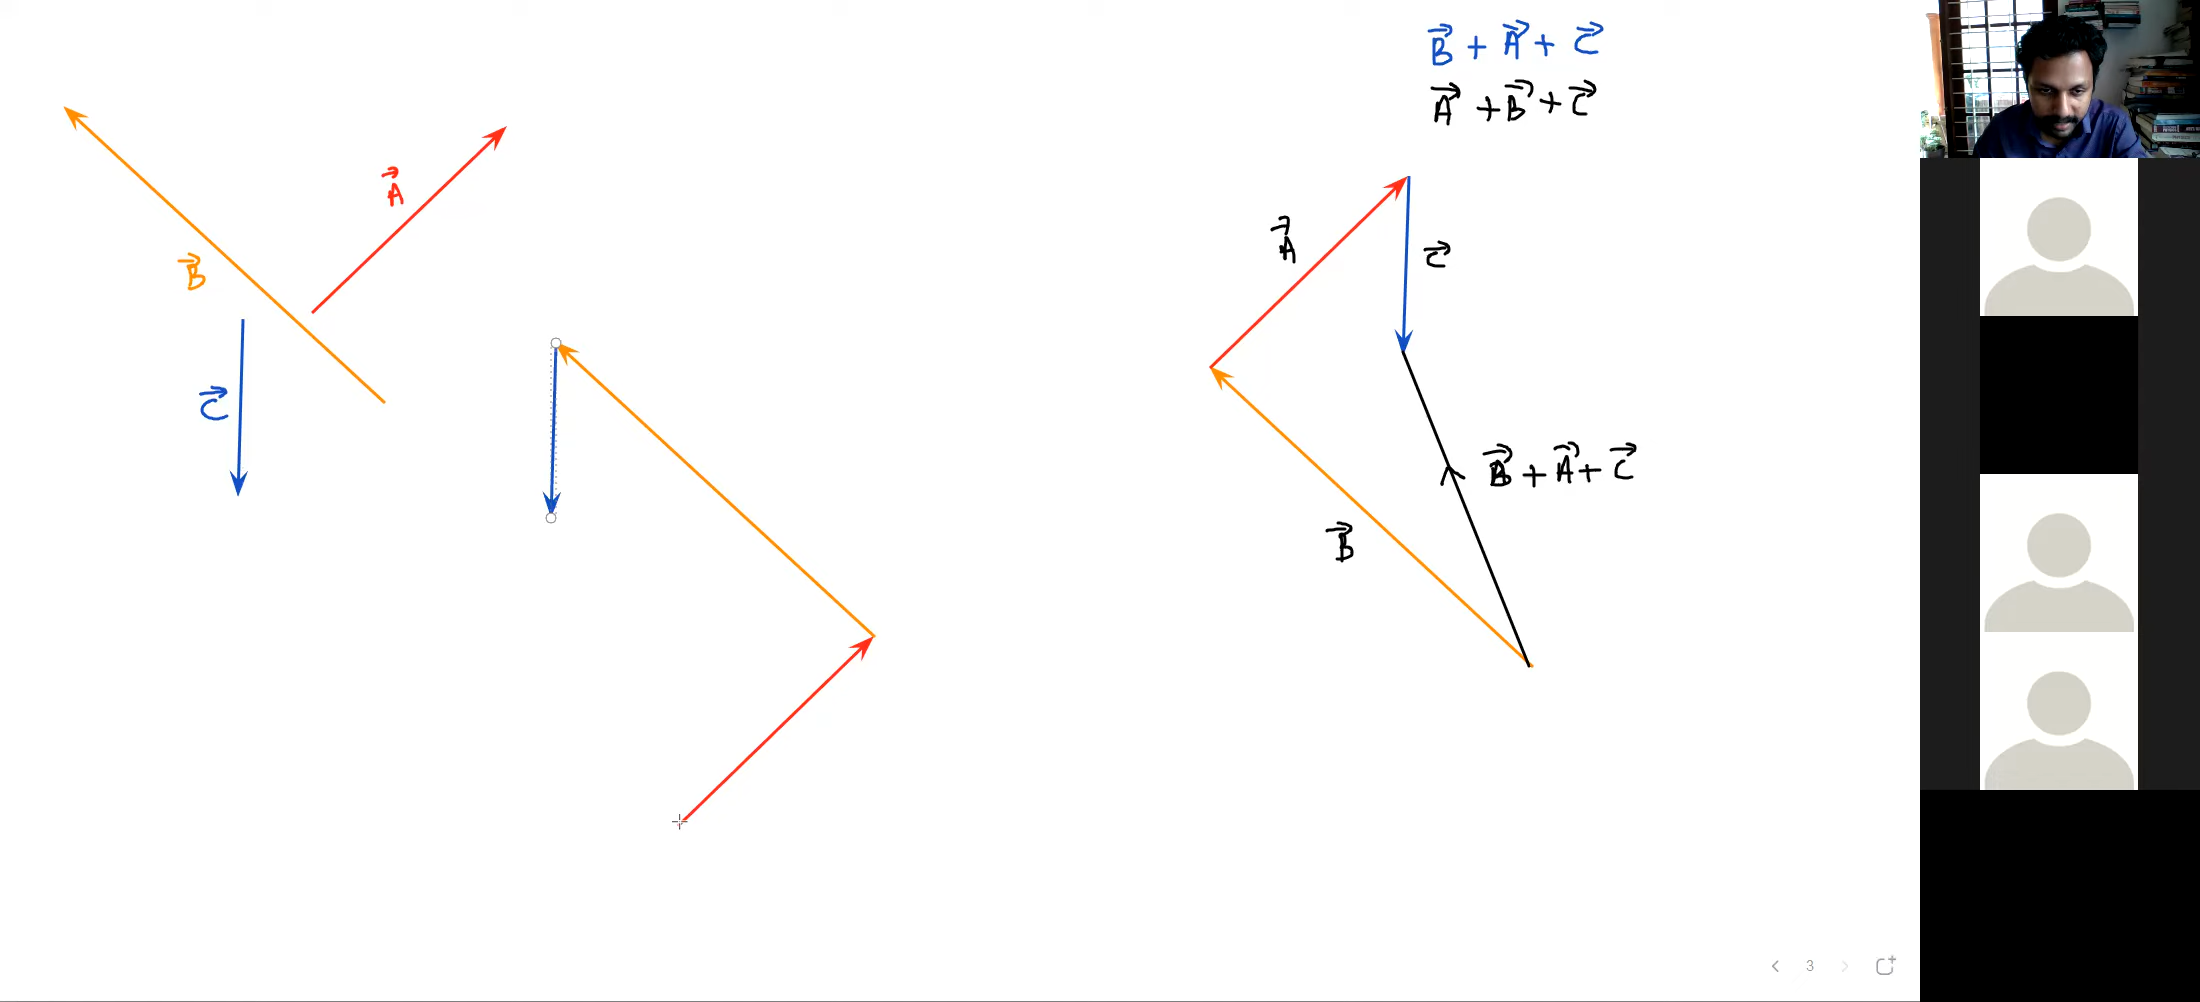 B⃗ + A⃗ + C⃗
A⃗ + B⃗ + C⃗
A⃗
B⃗
C⃗
A⃗
C⃗
B⃗ + A⃗ + C⃗
B⃗
3